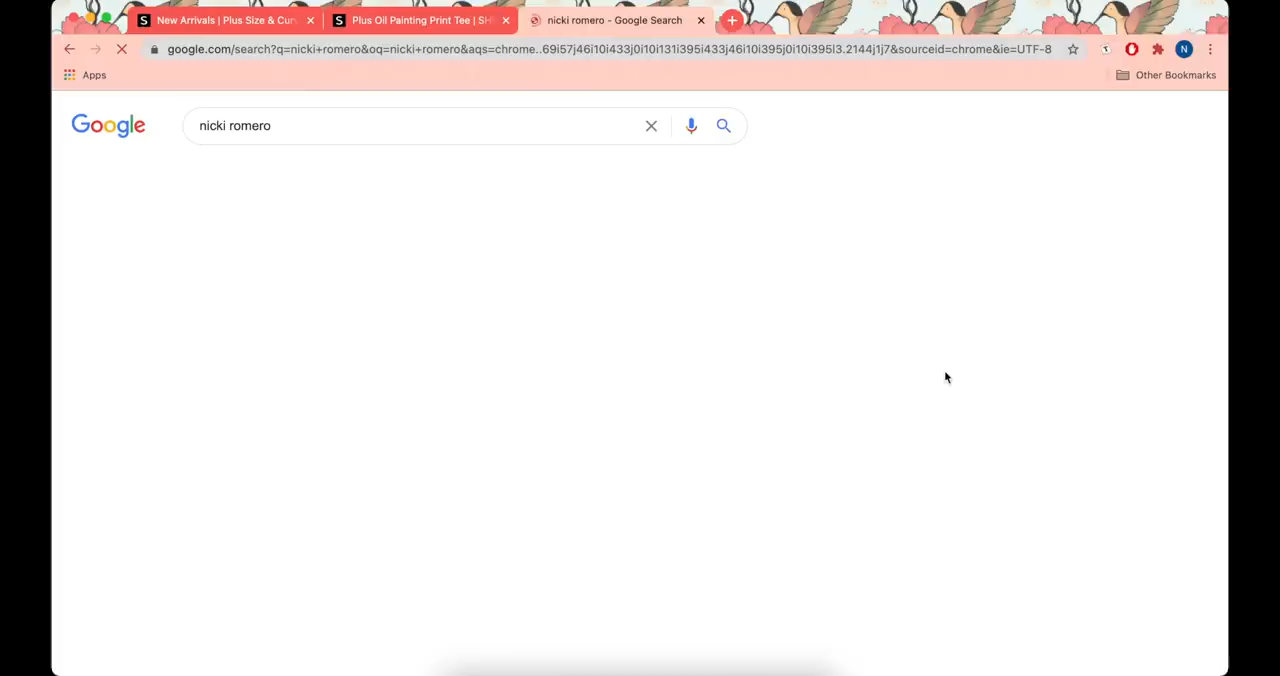 New Arrivals | Plus Size & Cur
Plus Oil Painting Print Tee | SH
nicki romero - Google Search
google.com/search?q=nicki+romero&oq=nicki+romero&aqs=chrome..69i57j46i10i433j0i10i131i395i433j46i10i395j0i10i395l3.2144j1j7&sourceid=chrome&ie=UTF-8
N
Apps
Other Bookmarks
Google
nicki romero